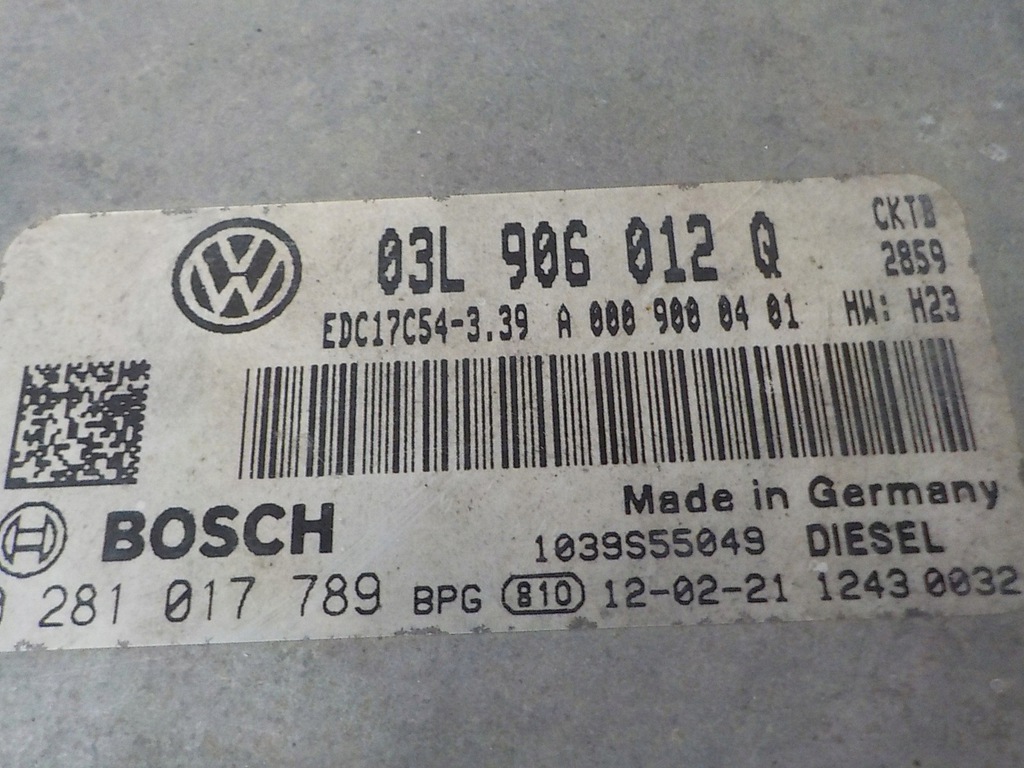 03L 906 012 Q CKTB
2859
EDC17C54-3.39 A 000 900 04 01 HW: H23
Made in Germany
BOSCH
1039S55049 DIESEL
0 281 017 789 BPG 810 12-02-21 1243 0032